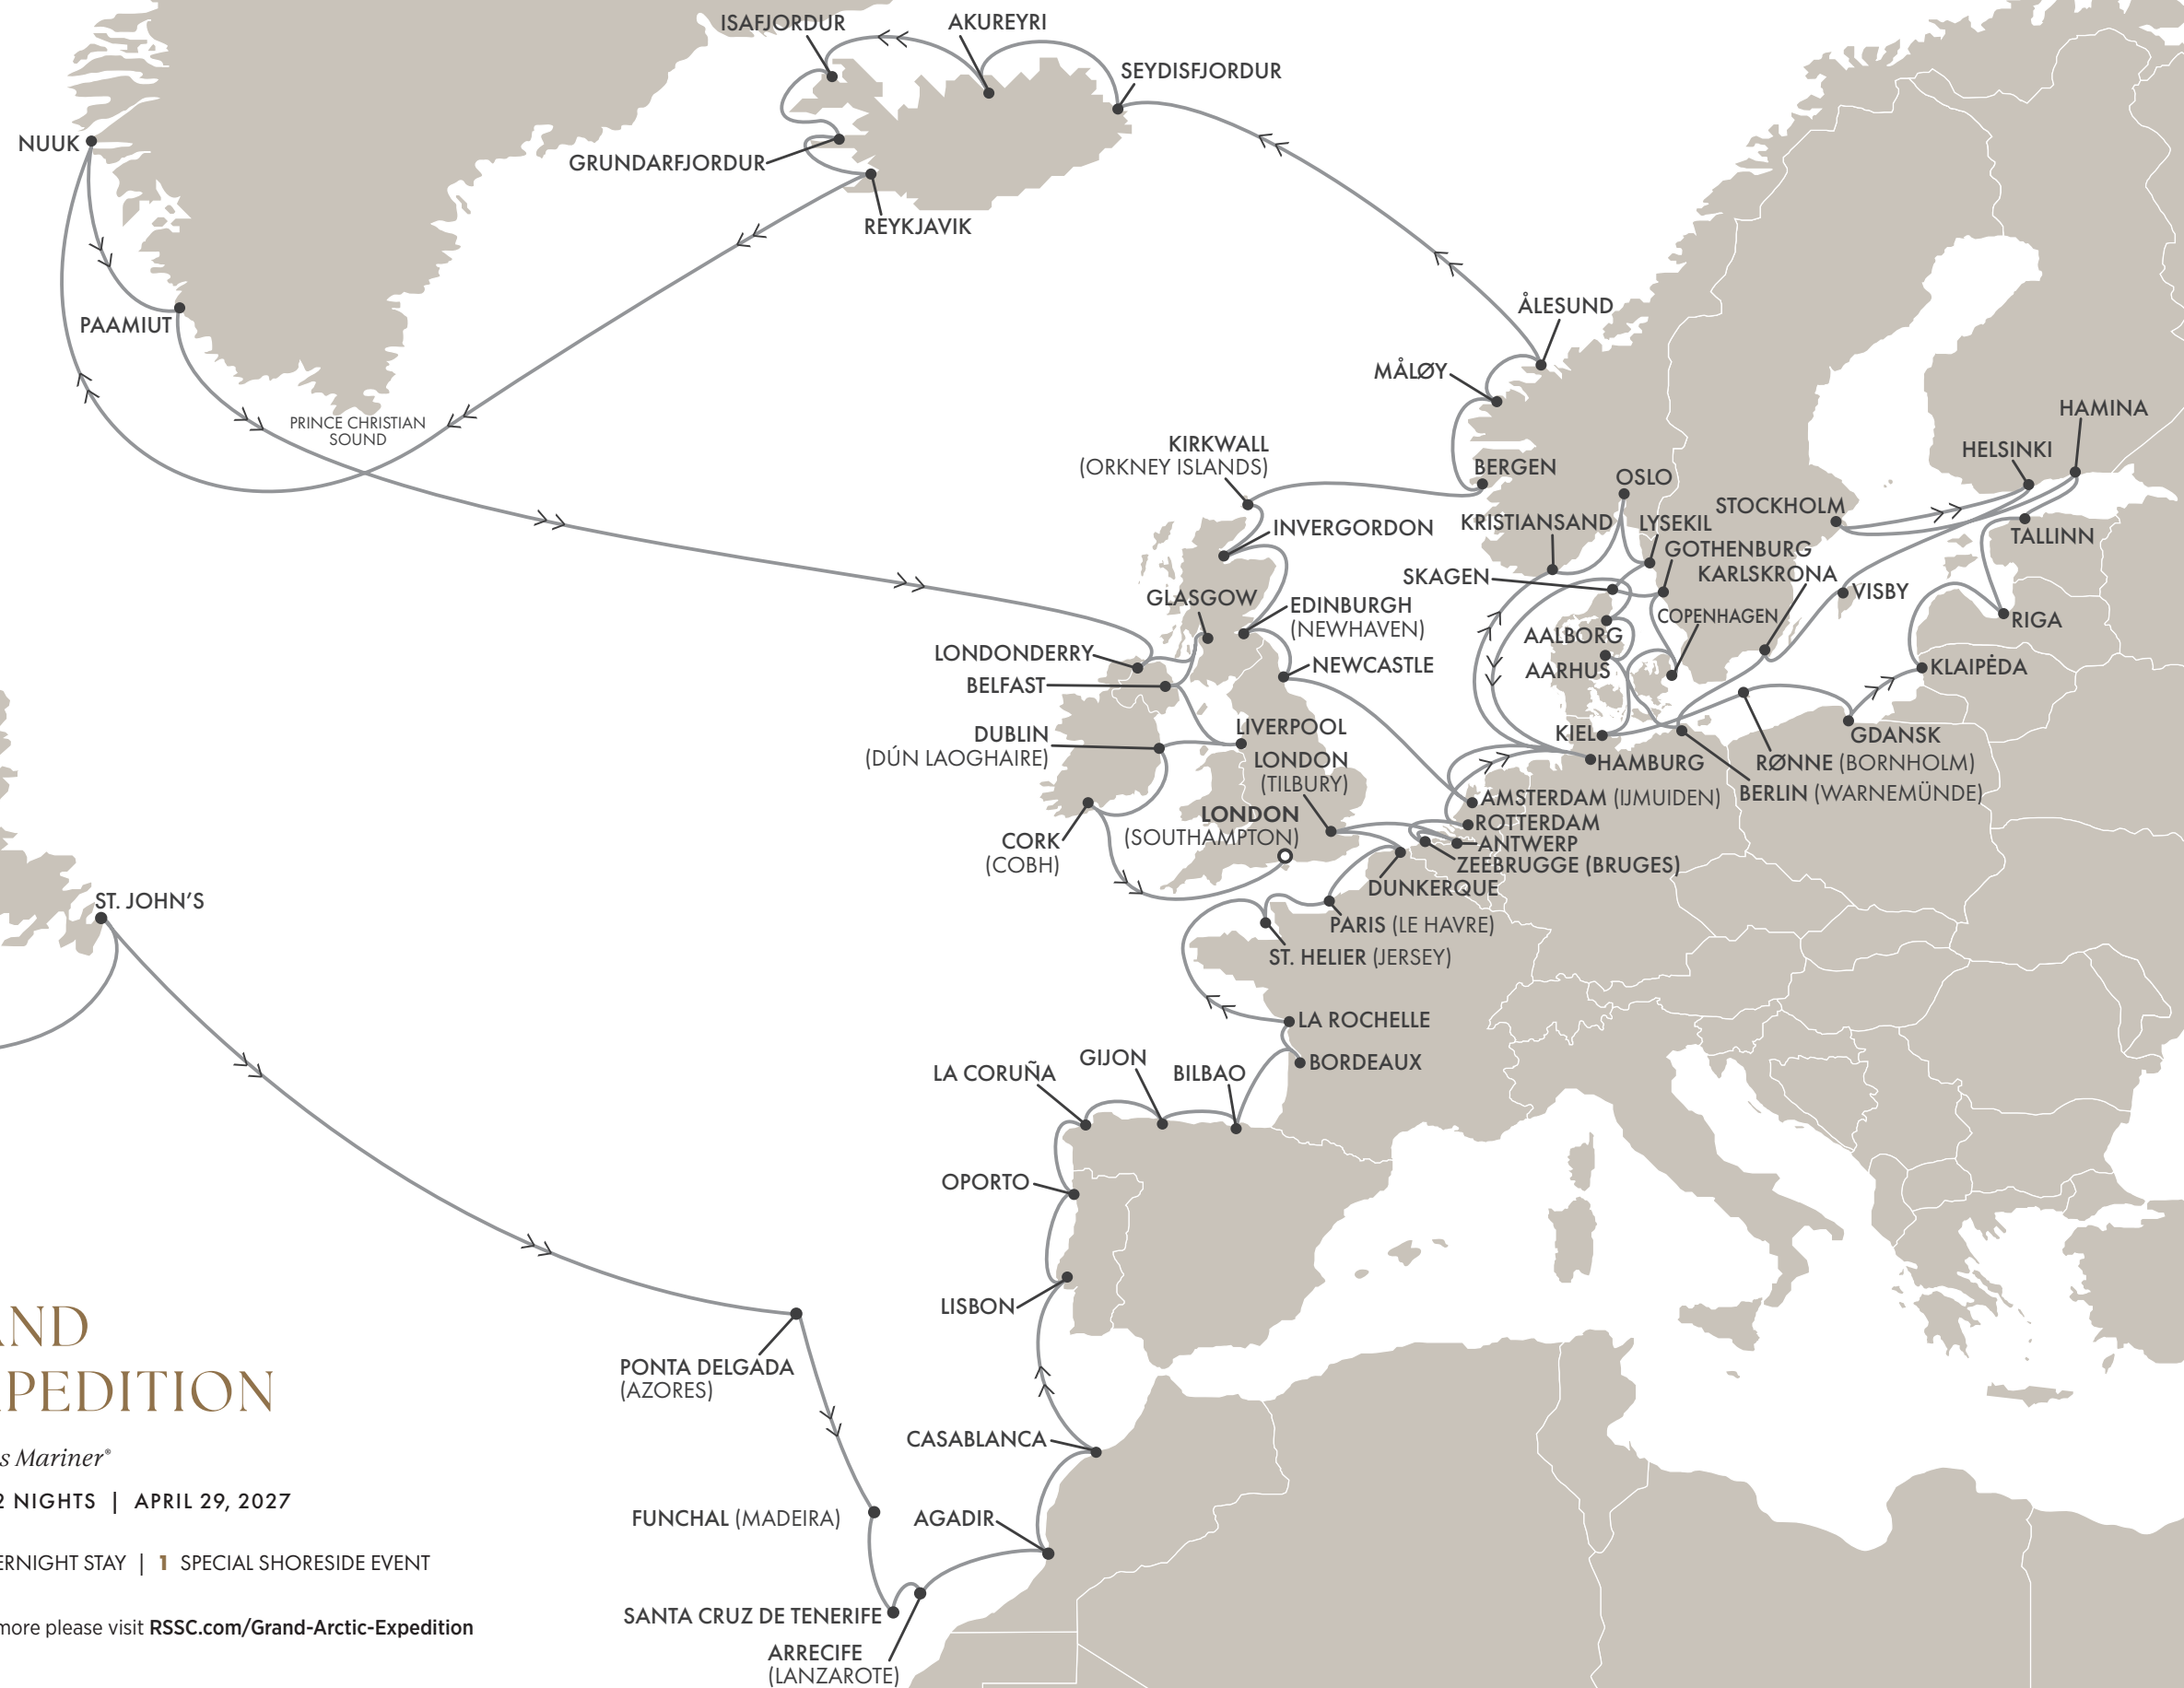 ISAFJORDUR
AKUREYRI
SEYDISFJORDUR
NUUK
GRUNDARFJORDUR
REYKJAVIK
PAAMIUT
ÅLESUND
MÅLØY
PRINCE CHRISTIAN
SOUND
HAMINA
KIRKWALL
(ORKNEY ISLANDS)
HELSINKI
BERGEN
OSLO
STOCKHOLM
INVERGORDON
KRISTIANSAND
LYSEKIL
TALLINN
GOTHENBURG
SKAGEN
KARLSKRONA
VISBY
GLASGOW
EDINBURGH
(NEWHAVEN)
COPENHAGEN
RIGA
AALBORG
LONDONDERRY
NEWCASTLE
AARHUS
KLAIPĖDA
BELFAST
DUBLIN
(DÚN LAOGHAIRE)
LIVERPOOL
KIEL
GDANSK
LONDON
(TILBURY)
HAMBURG
RØNNE (BORNHOLM)
BERLIN (WARNEMÜNDE)
AMSTERDAM (IJMUIDEN)
LONDON
(SOUTHAMPTON)
ROTTERDAM
CORK
(COBH)
ANTWERP
ZEEBRUGGE (BRUGES)
DUNKERQUE
ST. JOHN'S
PARIS (LE HAVRE)
ST. HELIER (JERSEY)
LA ROCHELLE
BORDEAUX
GIJON
LA CORUÑA
BILBAO
OPORTO
LISBON
AND
PEDITION
PONTA DELGADA
(AZORES)
CASABLANCA
s Mariner®
2 NIGHTS | APRIL 29, 2027
FUNCHAL (MADEIRA)
AGADIR
ERNIGHT STAY | 1 SPECIAL SHORESIDE EVENT
SANTA CRUZ DE TENERIFE
more please visit RSSC.com/Grand-Arctic-Expedition
ARRECIFE
(LANZAROTE)